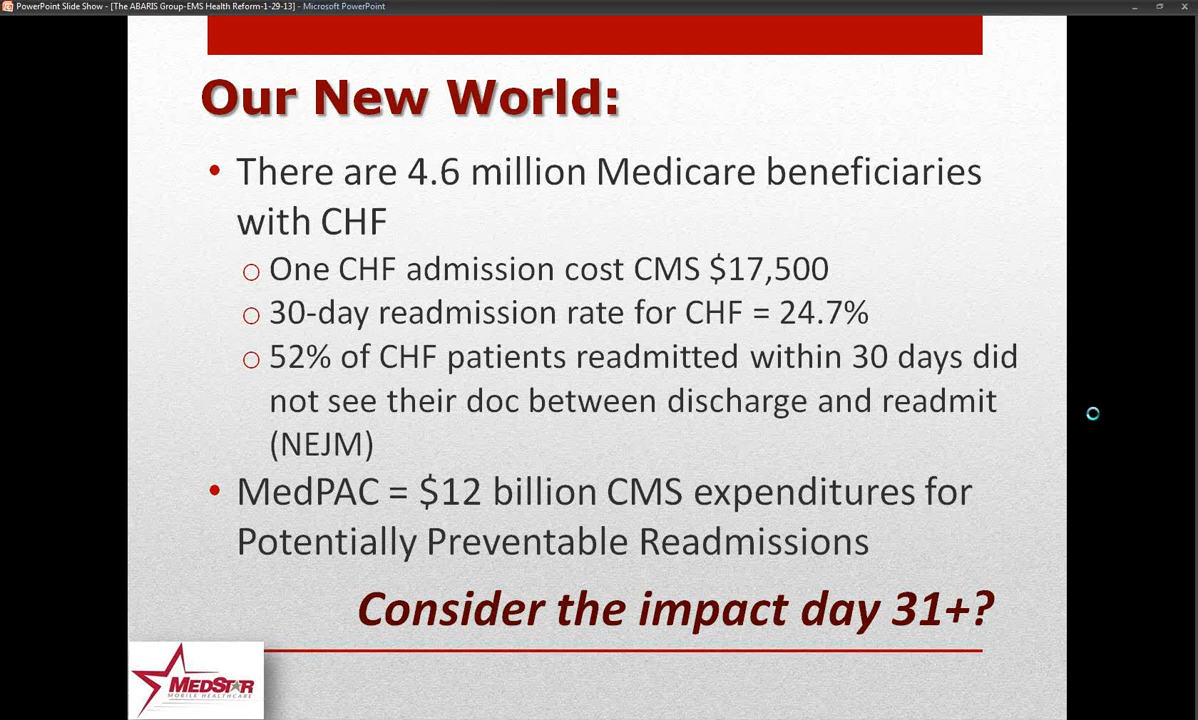 PowerPoint Slide Show - [The ABARIS Group-EMS Health Reform-1-29-13] - Microsoft PowerPoint
Our New World:
• There are 4.6 million Medicare beneficiaries
with CHF
o One CHF admission cost CMS $17,500
o 30-day readmission rate for CHF = 24.7%
o 52% of CHF patients readmitted within 30 days did
not see their doc between discharge and readmit
(NEJM)
• MedPAC = $12 billion CMS expenditures for
Potentially Preventable Readmissions
Consider the impact day 31+?
MEDSTAR
MOBILE HEALTHCARE